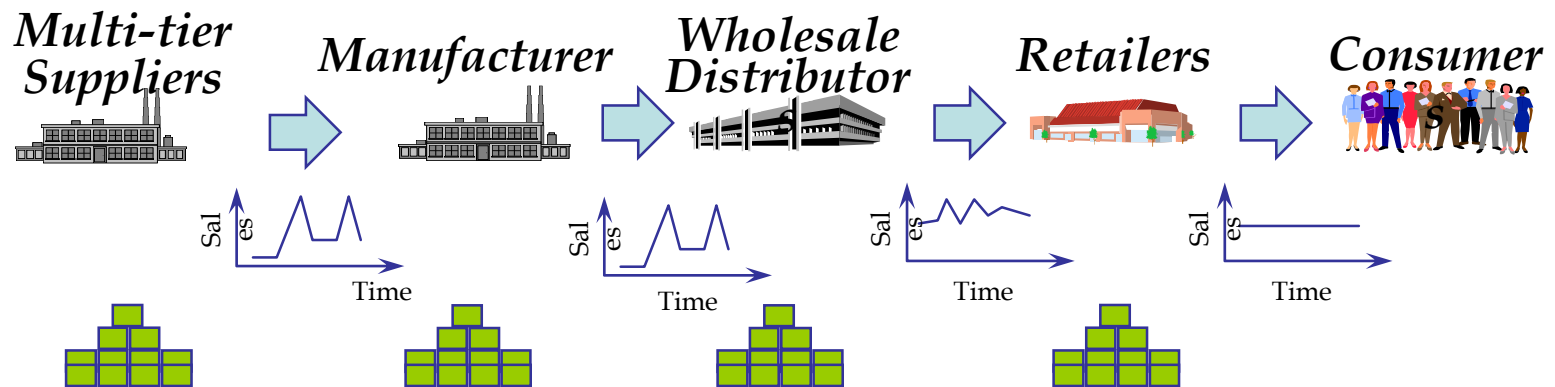 Multi-tier
Suppliers
Manufacturer
Wholesale
Distributor
s
Retailers
Consumer
s
Sal
es
Time
Sal
es
Time
Sal
es
Time
Sal
es
Time